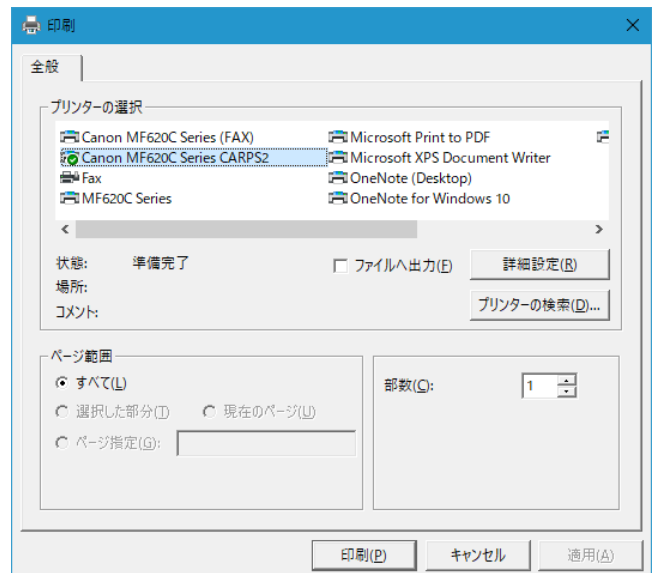 印刷
全般
プリンターの選択
Canon MF620C Series (FAX)
Microsoft Print to PDF
Canon MF620C Series CARPS2
Microsoft XPS Document Writer
Fax
OneNote (Desktop)
MF620C Series
OneNote for Windows 10
状態: 準備完了
ファイルへ出力(F)
詳細設定(R)
場所:
コメント:
プリンターの検索(D)...
ページ範囲
すべて(L)
部数(C): 1
選択した部分(T) 現在のページ(U)
ページ指定(G):
印刷(P) キャンセル 適用(A)